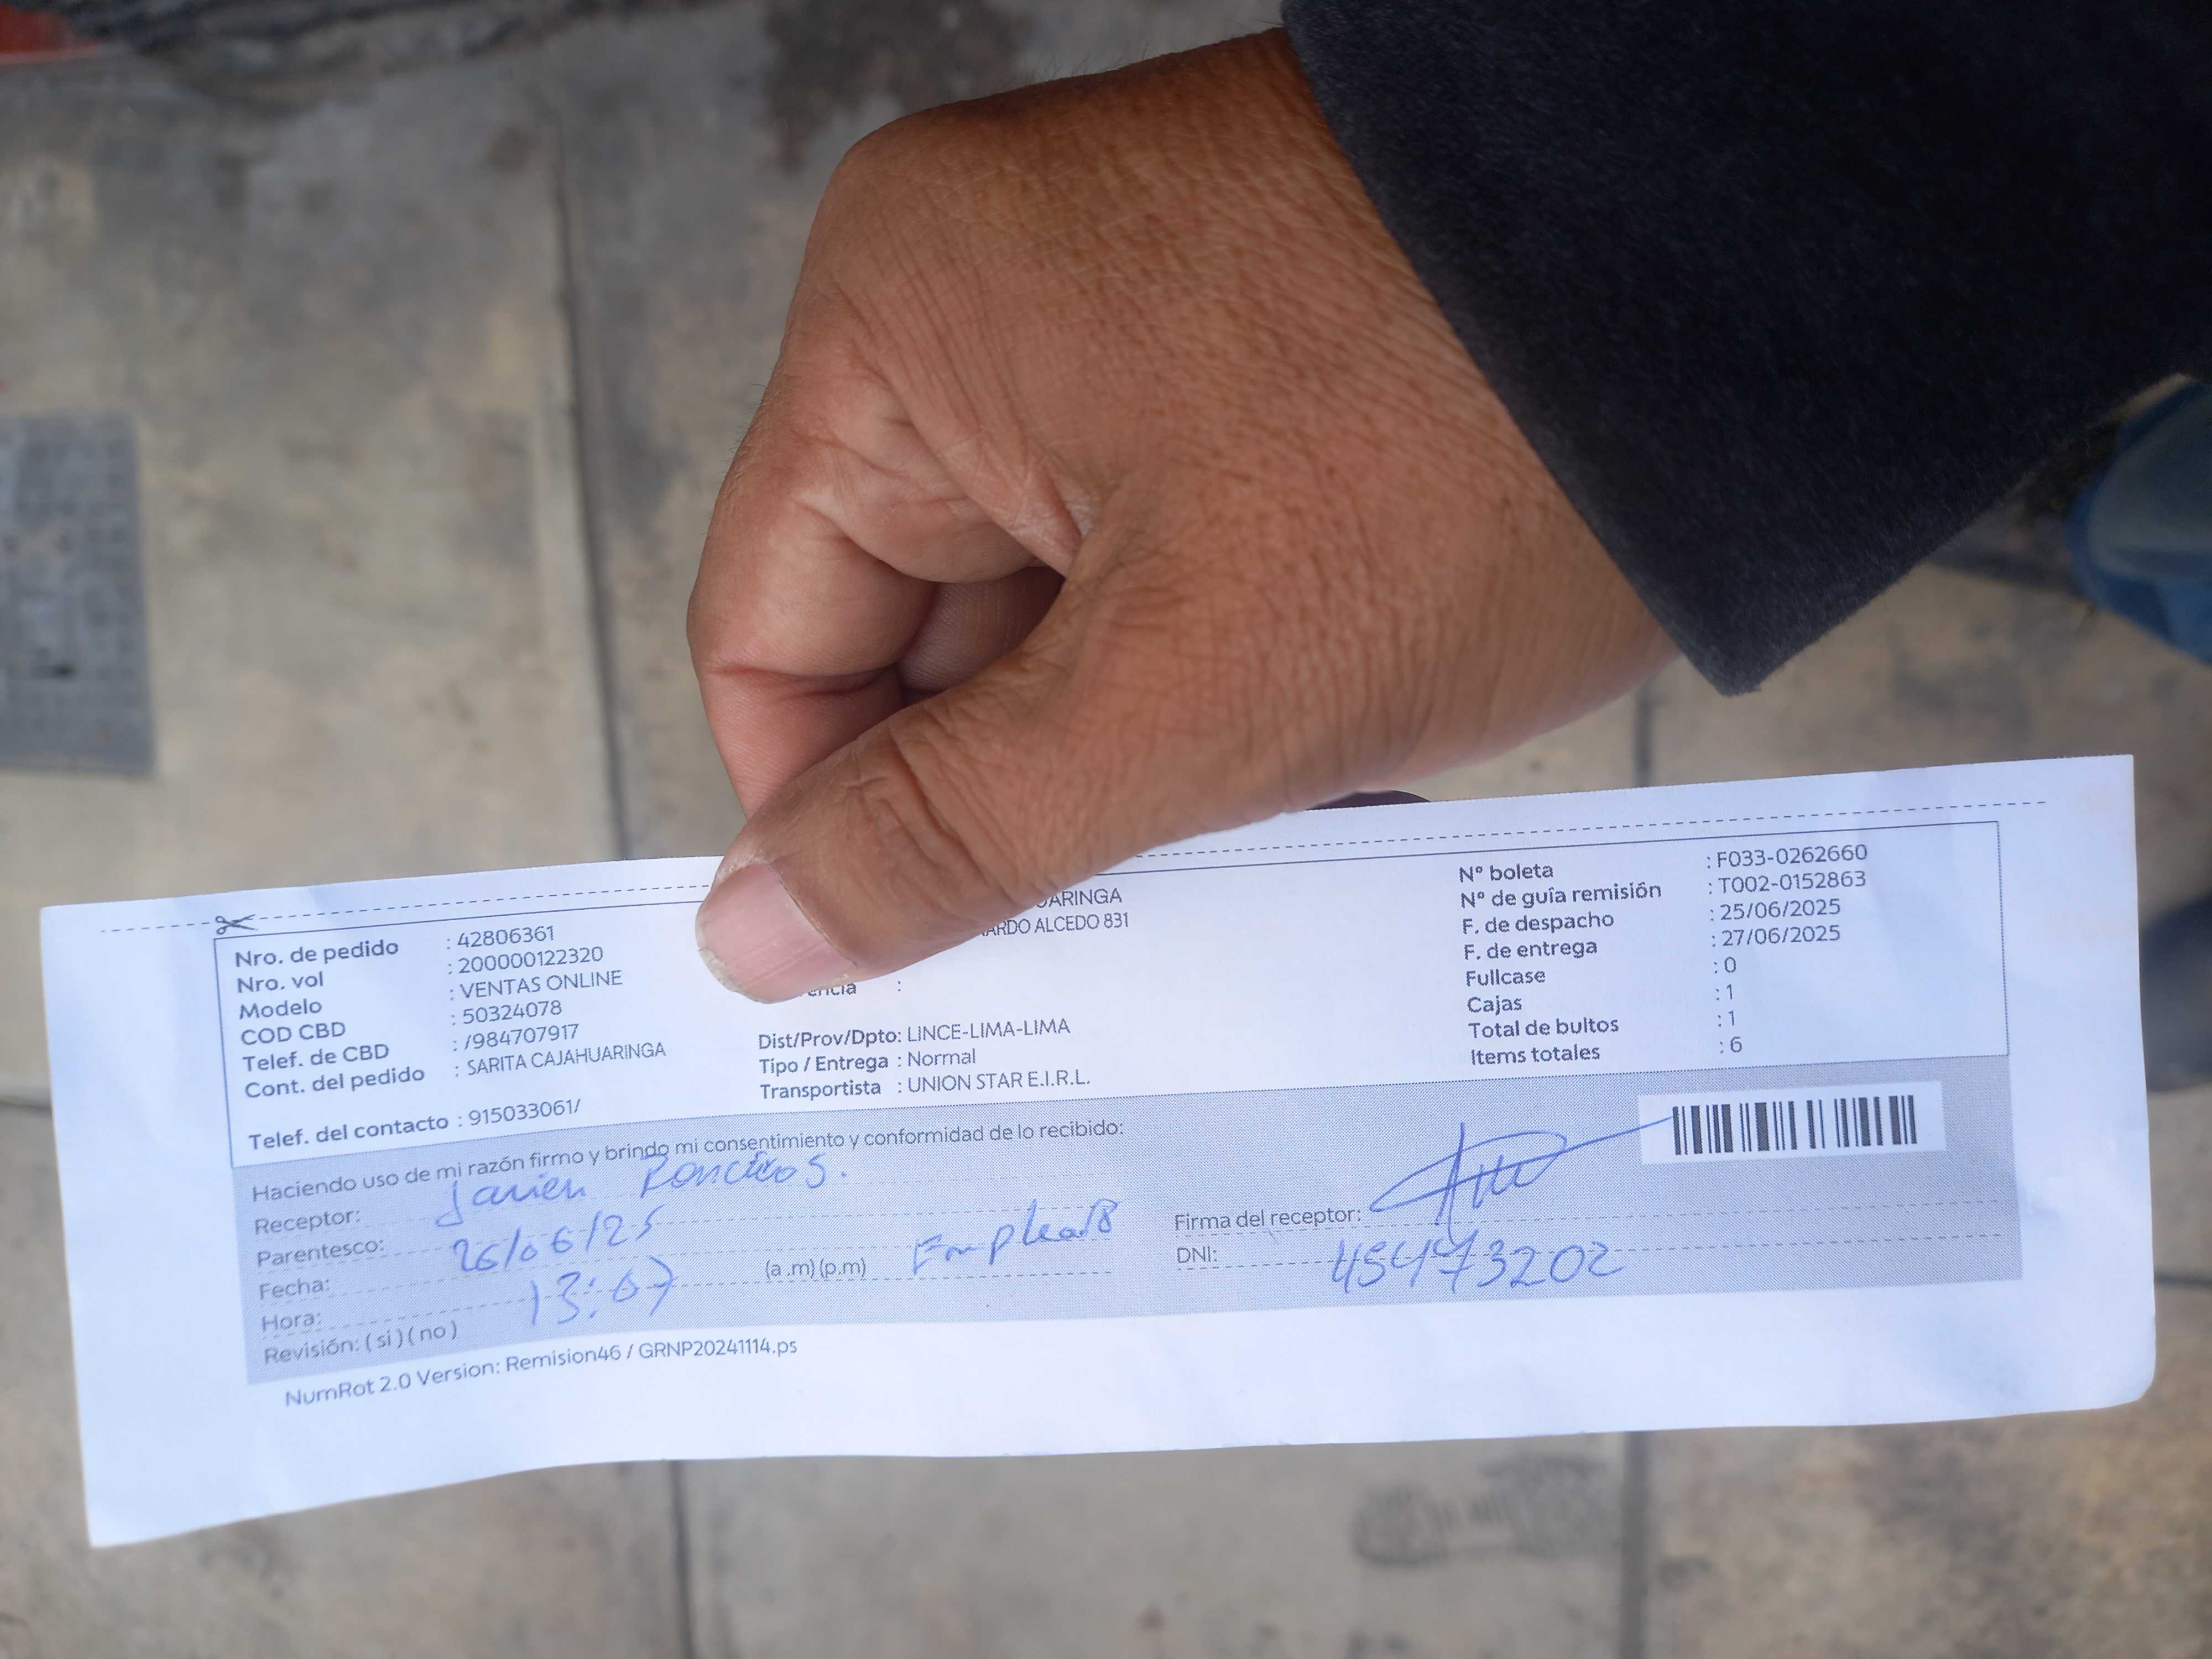 Nro. de pedido : 42806361
Nro. vol : 200000122320
Modelo : VENTAS ONLINE
COD CBD : 50324078
Telef. de CBD : /984707917
Cont. del pedido : SARITA CAJAHUARINGA
Telef. del contacto : 915033061/
UARINGA
ARDO ALCEDO 831
encia :
Dist/Prov/Dpto: LINCE-LIMA-LIMA
Tipo / Entrega : Normal
Transportista : UNION STAR E.I.R.L.
Nº boleta : F033-0262660
Nº de guía remisión : T002-0152863
F. de despacho : 25/06/2025
F. de entrega : 27/06/2025
Fullcase : 0
Cajas : 1
Total de bultos : 1
Items totales : 6
Haciendo uso de mi razón firmo y brindo mi consentimiento y conformidad de lo recibido:
Receptor: Javier
Parentesco:
Fecha: 26/06/25
Hora: 13:07 (a .m) (p.m)
Revisión: ( si ) ( no )
Firma del receptor:
DNI: 45473202
NumRot 2.0 Version: Remision46 / GRNP20241114.ps